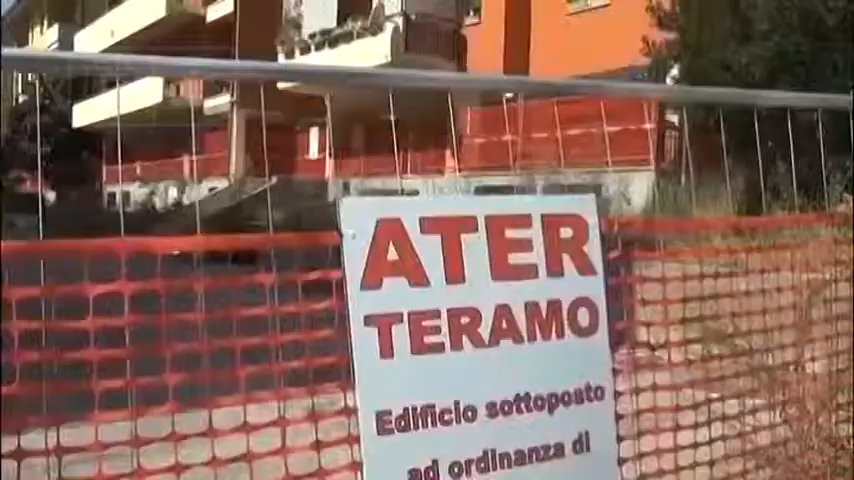 ATER
TERAMO
Edificio sottoposto
ad ordinanza di